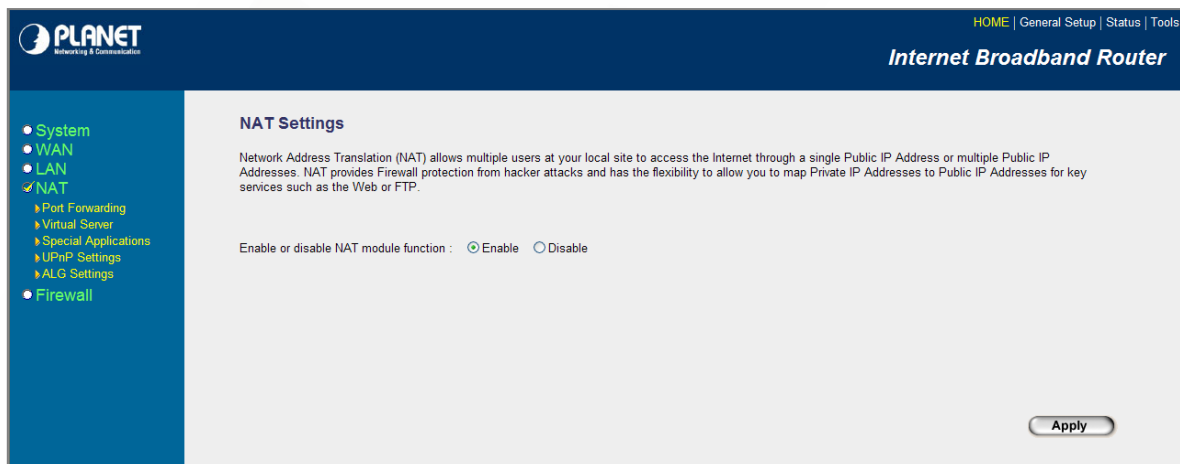 PLANET
Networking & Communication
HOME | General Setup | Status | Tools
Internet Broadband Router
System
WAN
LAN
NAT
Port Forwarding
Virtual Server
Special Applications
UPnP Settings
ALG Settings
Firewall
NAT Settings
Network Address Translation (NAT) allows multiple users at your local site to access the Internet through a single Public IP Address or multiple Public IP
Addresses. NAT provides Firewall protection from hacker attacks and has the flexibility to allow you to map Private IP Addresses to Public IP Addresses for key
services such as the Web or FTP.
Enable or disable NAT module function : Enable Disable
Apply